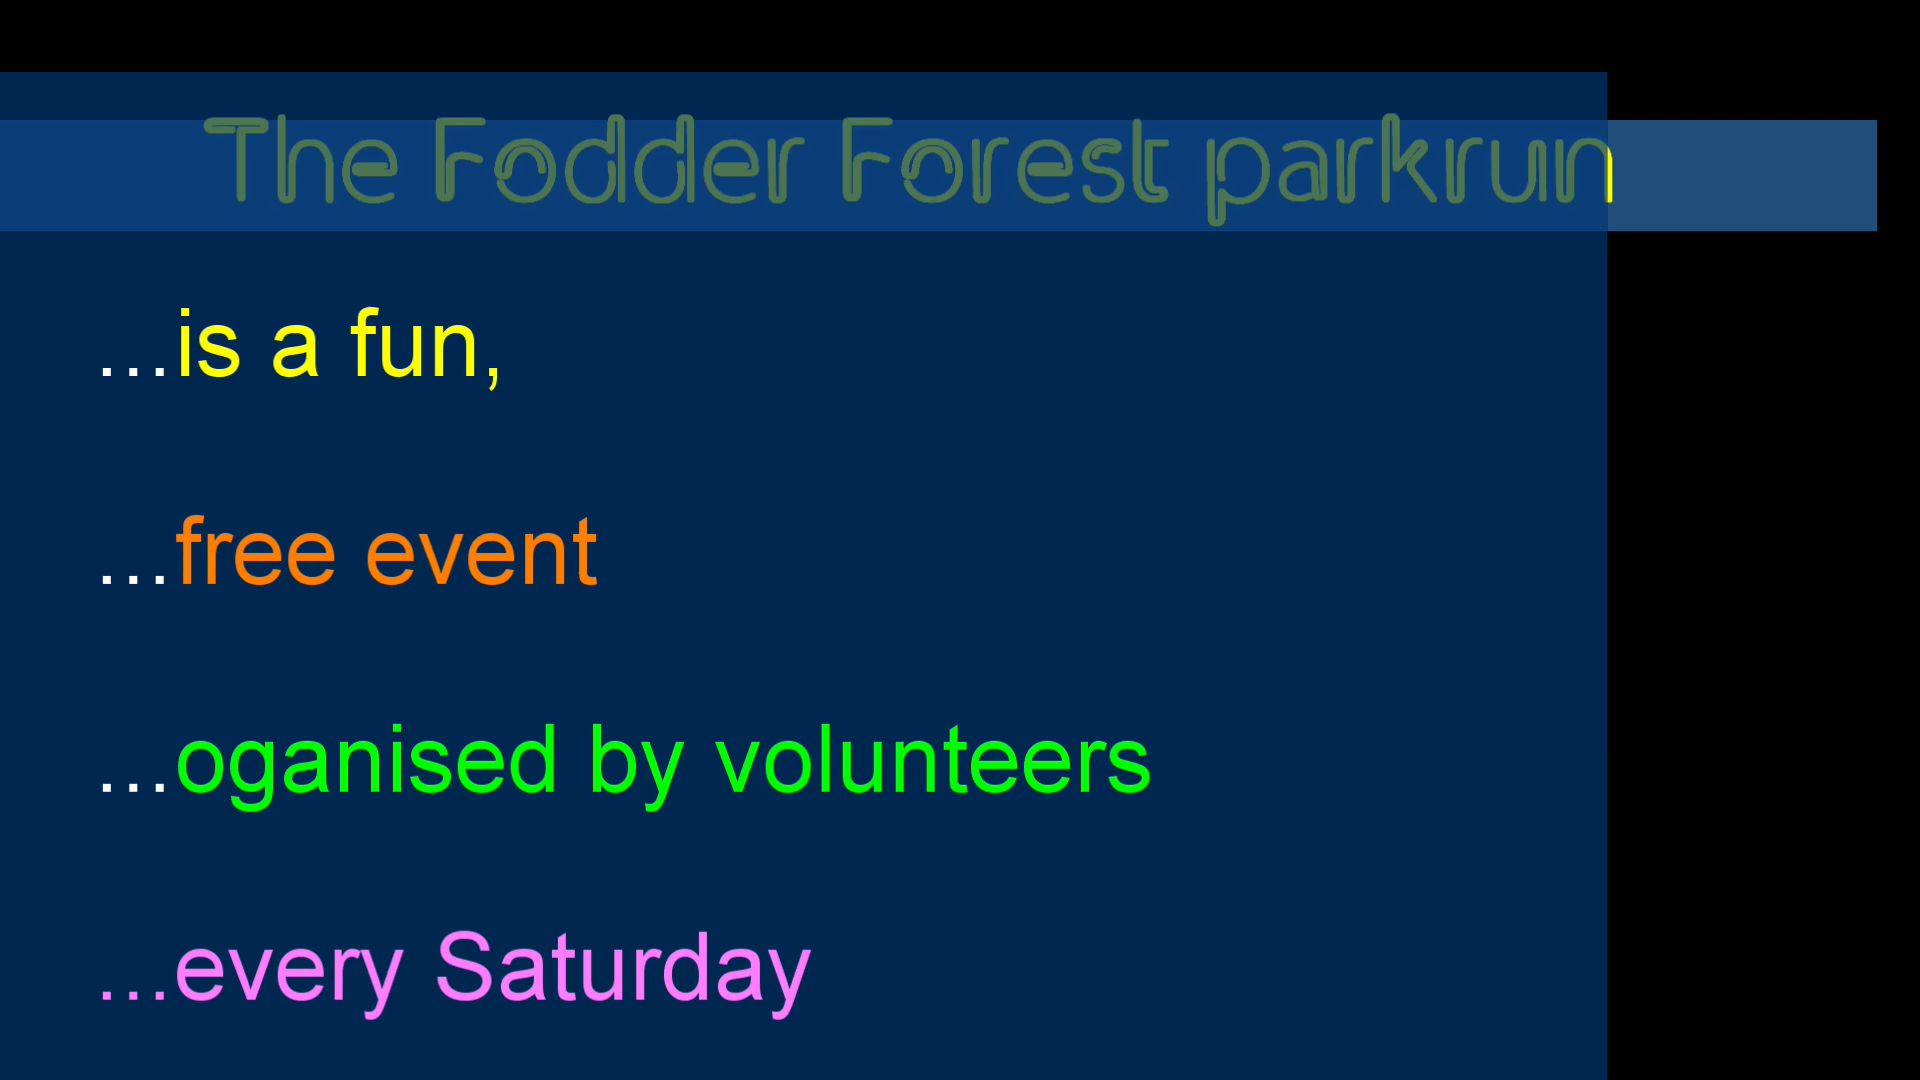 The Fodder Forest parkrun
...is a fun,
...free event
...oganised by volunteers
...every Saturday